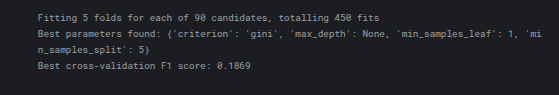 Fitting 5 folds for each of 90 candidates, totalling 450 fits
Best parameters found: {'criterion': 'gini', 'max_depth': None, 'min_samples_leaf': 1, 'mi
n_samples_split': 5}
Best cross-validation F1 score: 0.1869